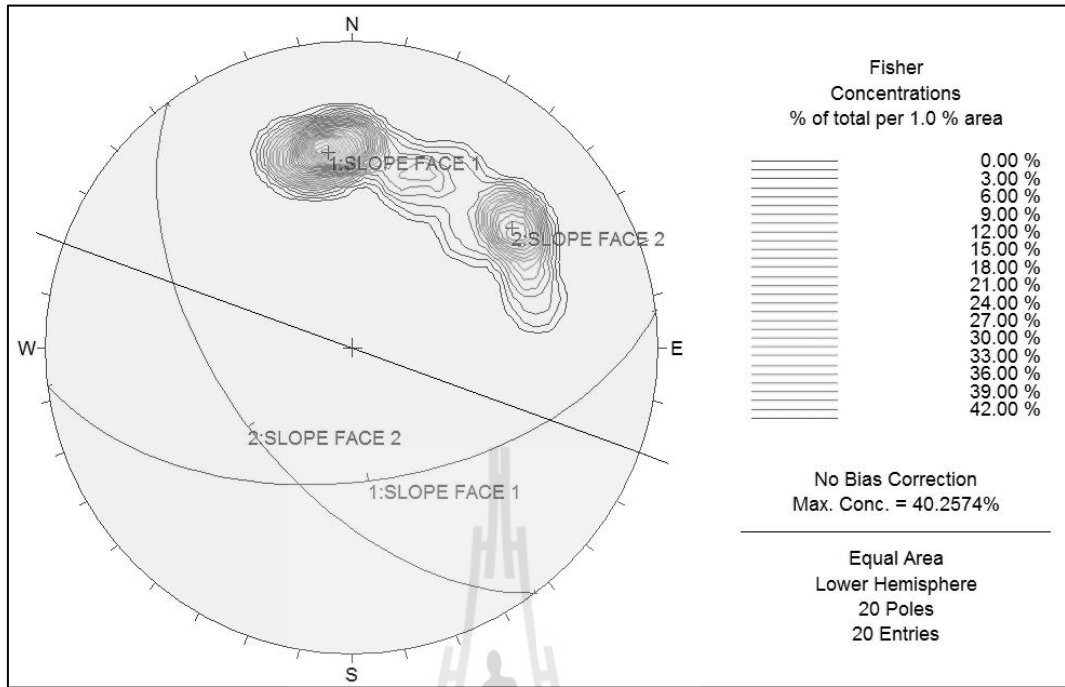 N
1:SLOPE FACE 1
2:SLOPE FACE 2
W
E
2:SLOPE FACE 2
1:SLOPE FACE 1
S
Fisher
Concentrations
% of total per 1.0 % area
0.00 %
3.00 %
6.00 %
9.00 %
12.00 %
15.00 %
18.00 %
21.00 %
24.00 %
27.00 %
30.00 %
33.00 %
36.00 %
39.00 %
42.00 %
No Bias Correction
Max. Conc. = 40.2574%
Equal Area
Lower Hemisphere
20 Poles
20 Entries